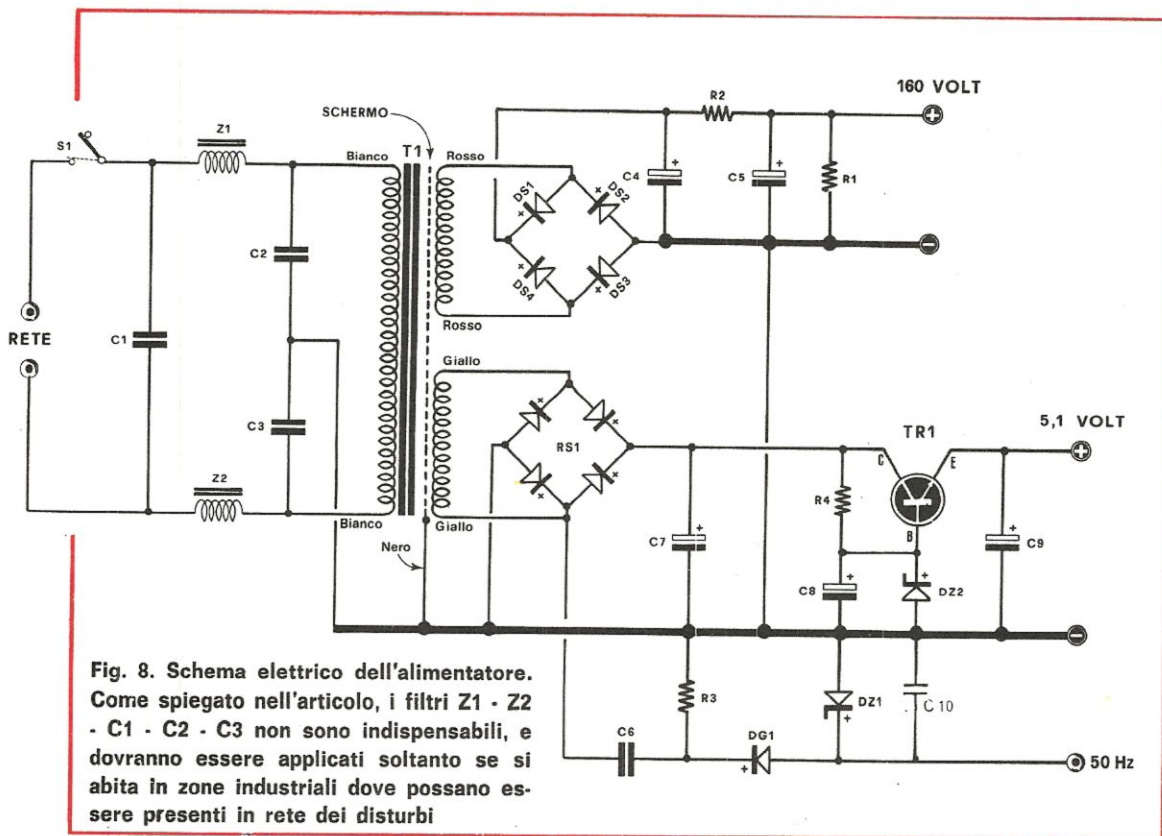 160 VOLT
R2
SCHERMO
Z1
T1
S1
Bianco
Rosso
DS1
DS2
C4
C5
R1
C2
DS4
DS3
RETE
C1
Rosso
Giallo
C3
RS1
TR1
5,1 VOLT
C
E
R4
Z2
B
Bianco
Giallo
C7
C9
Nero
C8
DZ2
Fig. 8. Schema elettrico dell'alimentatore.
Come spiegato nell'articolo, i filtri Z1 - Z2
- C1 - C2 - C3 non sono indispensabili, e
dovranno essere applicati soltanto se si
abita in zone industriali dove possano es-
sere presenti in rete dei disturbi
R3
DZ1
C 10
C6
DG1
50 Hz